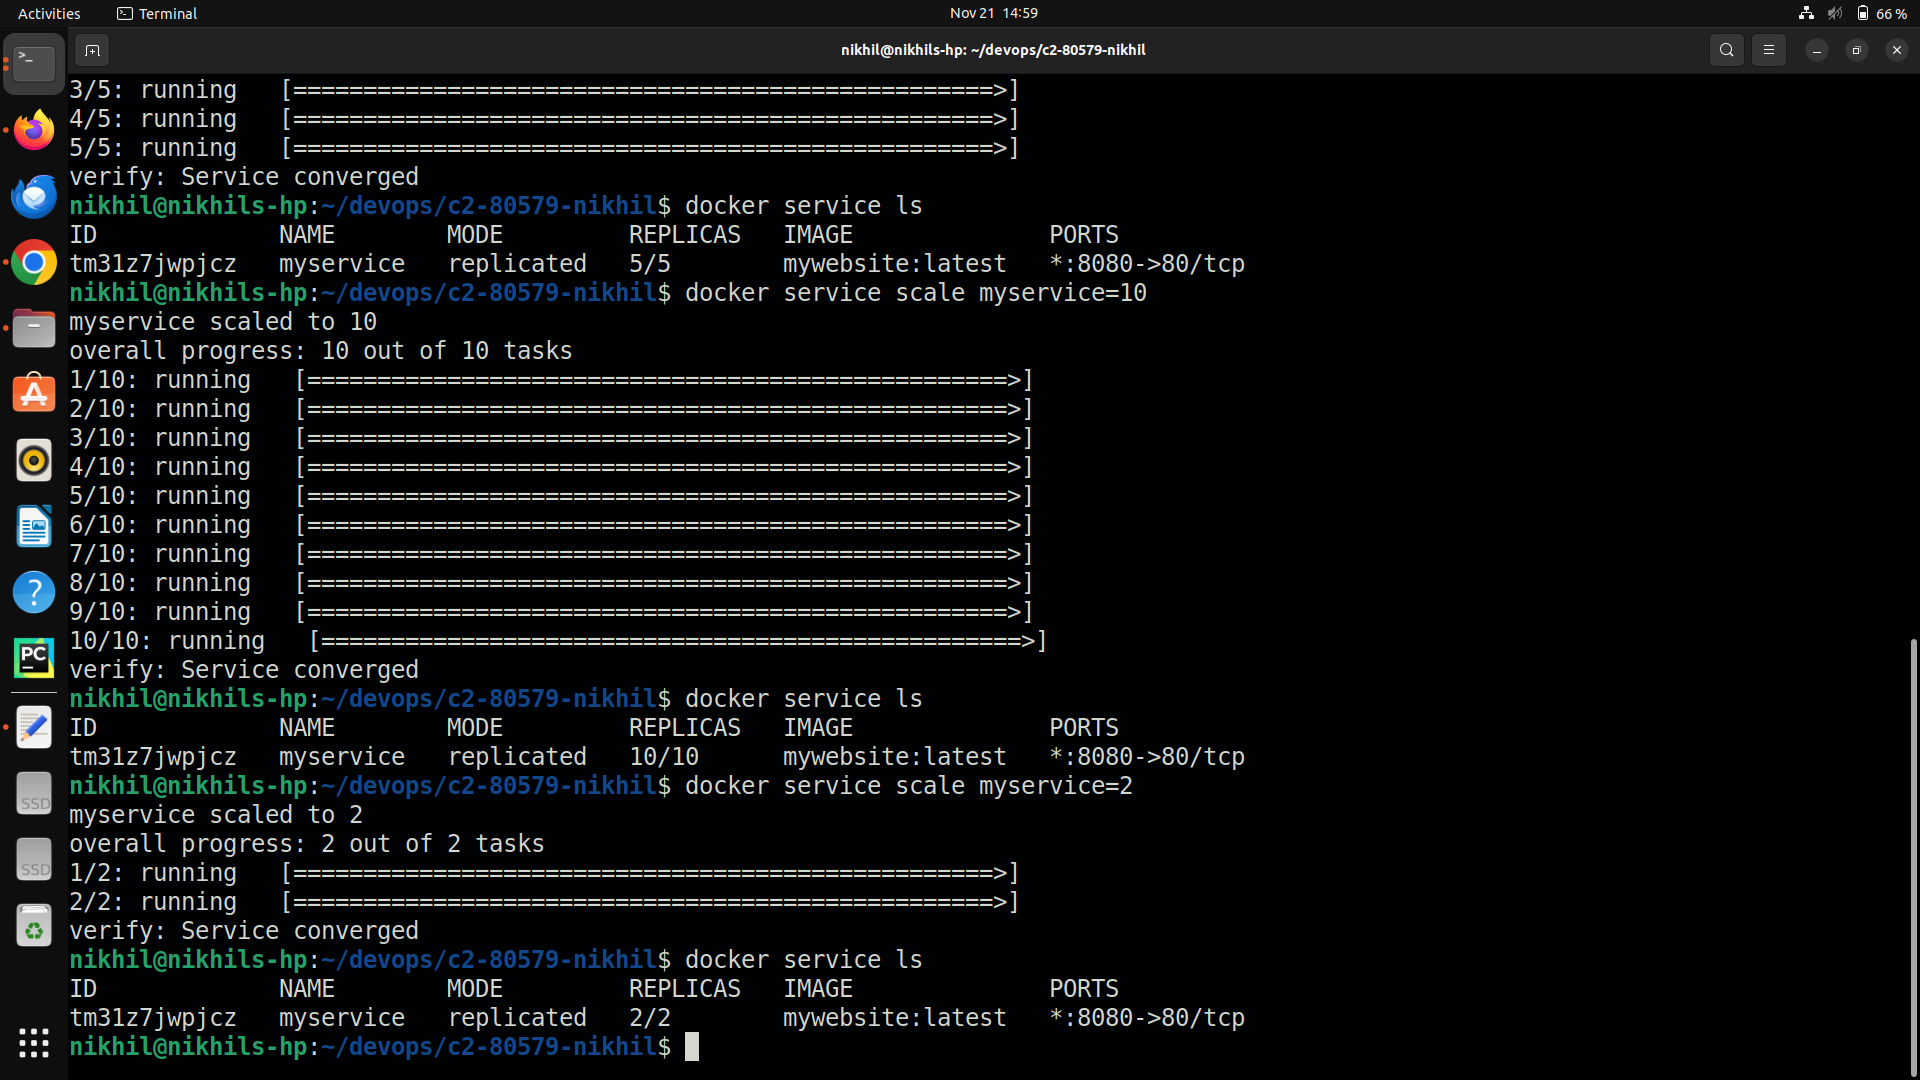 Activities
Terminal
Nov 21 14:59
66 %
nikhil@nikhils-hp: ~/devops/c2-80579-nikhil
3/5: running   [==================================================>]
4/5: running   [==================================================>]
5/5: running   [==================================================>]
verify: Service converged
nikhil@nikhils-hp:~/devops/c2-80579-nikhil$ docker service ls
ID             NAME        MODE         REPLICAS   IMAGE              PORTS
tm31z7jwpjcz   myservice   replicated   5/5        mywebsite:latest   *:8080->80/tcp
nikhil@nikhils-hp:~/devops/c2-80579-nikhil$ docker service scale myservice=10
myservice scaled to 10
overall progress: 10 out of 10 tasks
1/10: running   [==================================================>]
2/10: running   [==================================================>]
3/10: running   [==================================================>]
4/10: running   [==================================================>]
5/10: running   [==================================================>]
6/10: running   [==================================================>]
7/10: running   [==================================================>]
8/10: running   [==================================================>]
9/10: running   [==================================================>]
10/10: running   [==================================================>]
verify: Service converged
nikhil@nikhils-hp:~/devops/c2-80579-nikhil$ docker service ls
ID             NAME        MODE         REPLICAS   IMAGE              PORTS
tm31z7jwpjcz   myservice   replicated   10/10      mywebsite:latest   *:8080->80/tcp
nikhil@nikhils-hp:~/devops/c2-80579-nikhil$ docker service scale myservice=2
myservice scaled to 2
overall progress: 2 out of 2 tasks
1/2: running   [==================================================>]
2/2: running   [==================================================>]
verify: Service converged
nikhil@nikhils-hp:~/devops/c2-80579-nikhil$ docker service ls
ID             NAME        MODE         REPLICAS   IMAGE              PORTS
tm31z7jwpjcz   myservice   replicated   2/2        mywebsite:latest   *:8080->80/tcp
nikhil@nikhils-hp:~/devops/c2-80579-nikhil$
>_
?
PC
SSD
SSD